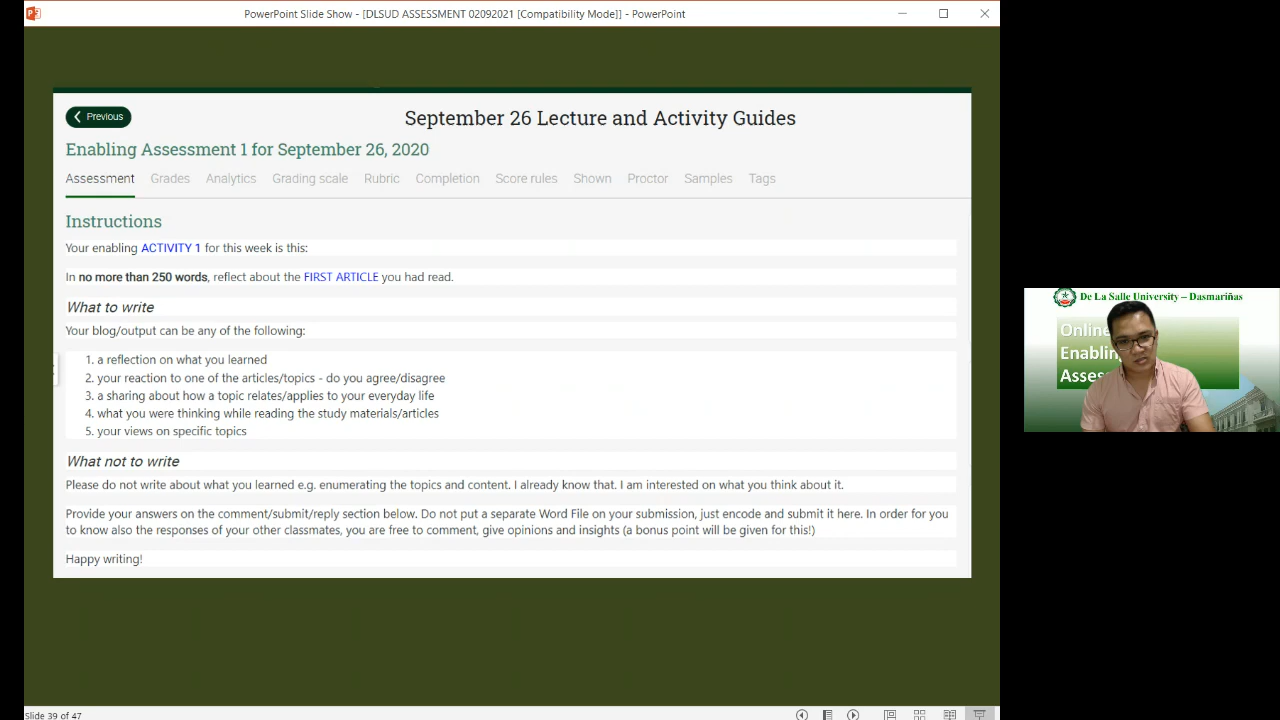 PowerPoint Slide Show - [DLSUD ASSESSMENT 02092021 [Compatibility Mode]] - PowerPoint
Previous
September 26 Lecture and Activity Guides
Enabling Assessment 1 for September 26, 2020
Assessment Grades Analytics Grading scale Rubric Completion Score rules Shown Proctor Samples Tags
Instructions
Your enabling ACTIVITY 1 for this week is this:
In no more than 250 words, reflect about the FIRST ARTICLE you had read.
What to write
Your blog/output can be any of the following:
1. a reflection on what you learned
2. your reaction to one of the articles/topics - do you agree/disagree
3. a sharing about how a topic relates/applies to your everyday life
4. what you were thinking while reading the study materials/articles
5. your views on specific topics
What not to write
Please do not write about what you learned e.g. enumerating the topics and content. I already know that. I am interested on what you think about it.
Provide your answers on the comment/submit/reply section below. Do not put a separate Word File on your submission, just encode and submit it here. In order for you
to know also the responses of your other classmates, you are free to comment, give opinions and insights (a bonus point will be given for this!)
Happy writing!
De La Salle University – Dasmariñas
Online
Enabling
Slide 39 of 47